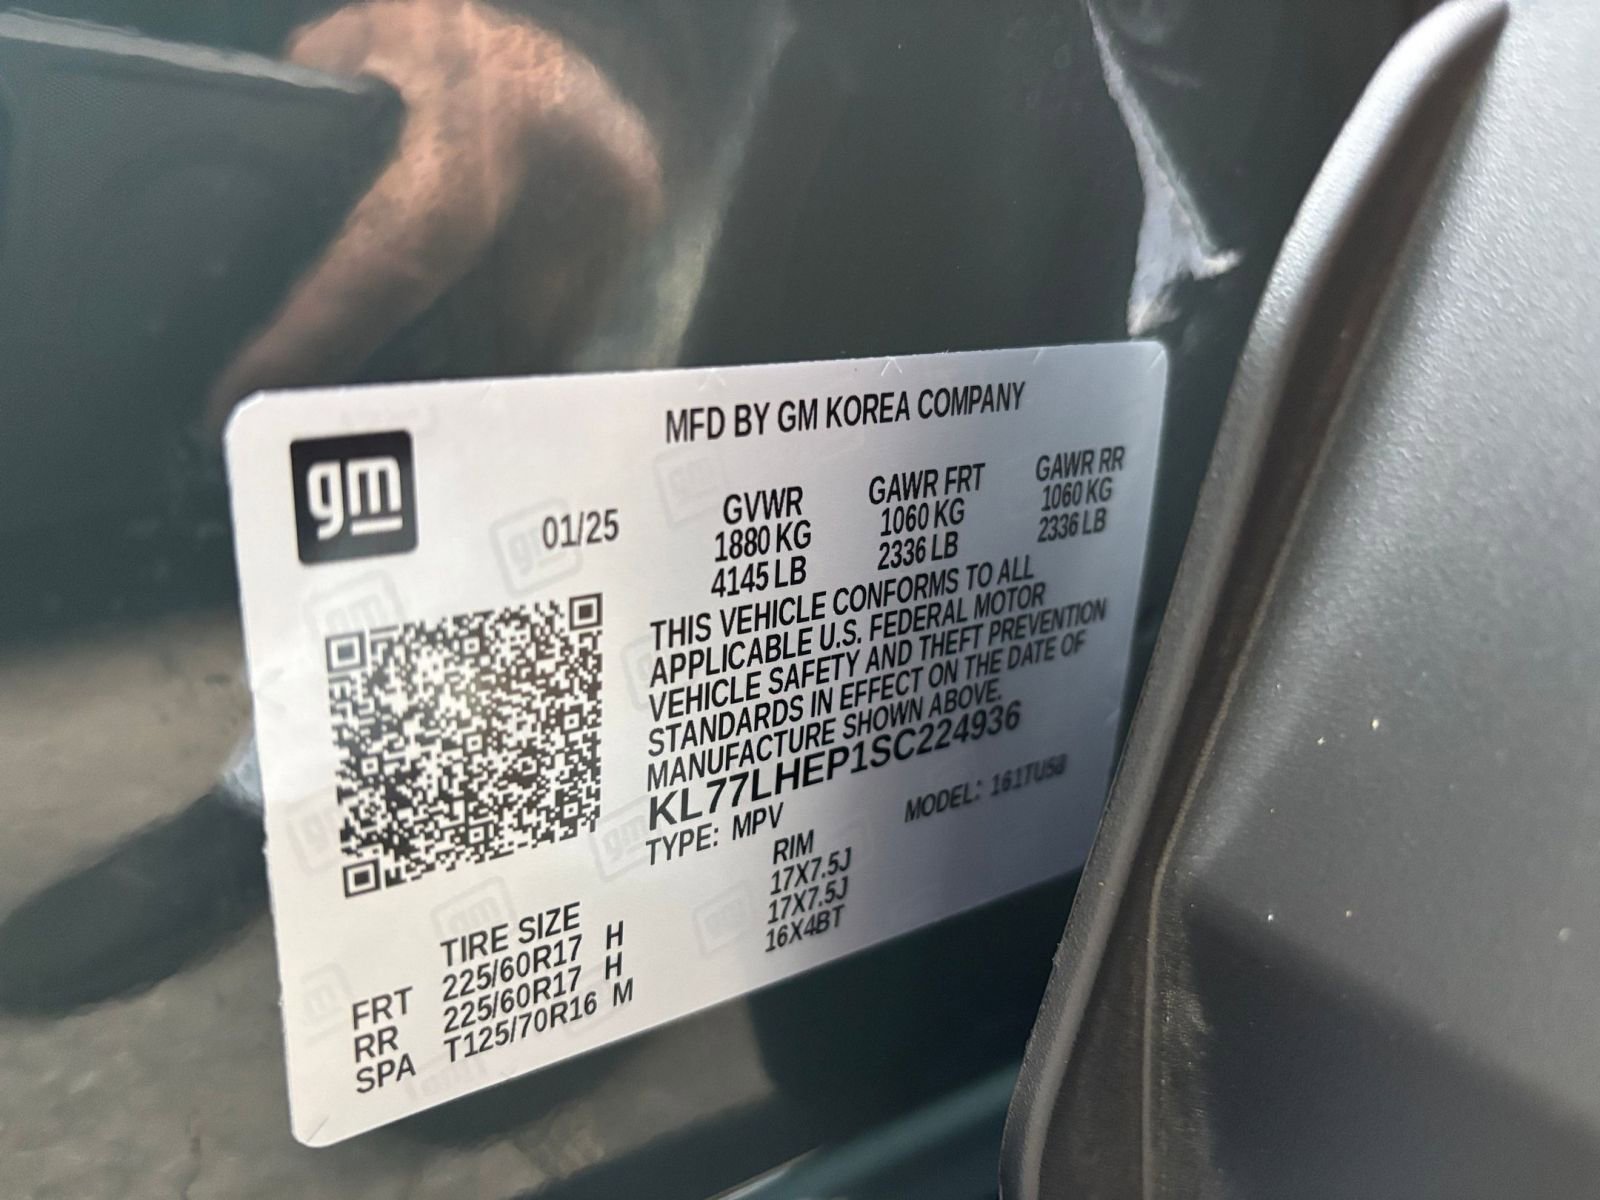 gm
MFD BY GM KOREA COMPANY
01/25
GVWR GAWR FRT GAWR RR
1880 KG 1060 KG 1060 KG
4145 LB 2336 LB 2336 LB
THIS VEHICLE CONFORMS TO ALL
APPLICABLE U.S. FEDERAL MOTOR
VEHICLE SAFETY AND THEFT PREVENTION
STANDARDS IN EFFECT ON THE DATE OF
MANUFACTURE SHOWN ABOVE.
KL77LHEP1SC224936
TYPE: MPV MODEL: 1TU58
TIRE SIZE RIM
FRT 225/60R17 H 17X7.5J
RR 225/60R17 H 17X7.5J
SPA T125/70R16 M 16X4BT